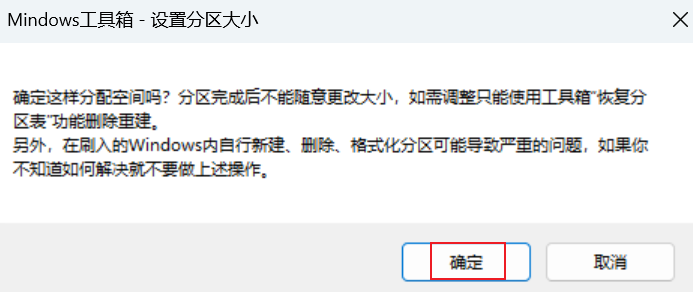 Mindows工具箱 - 设置分区大小
确定这样分配空间吗？分区完成后不能随意更改大小，如需调整只能使用工具箱“恢复分
区表”功能删除重建。
另外，在刷入的Windows内自行新建、删除、格式化分区可能导致严重的问题，如果你
不知道如何解决就不要做上述操作。
确定
取消